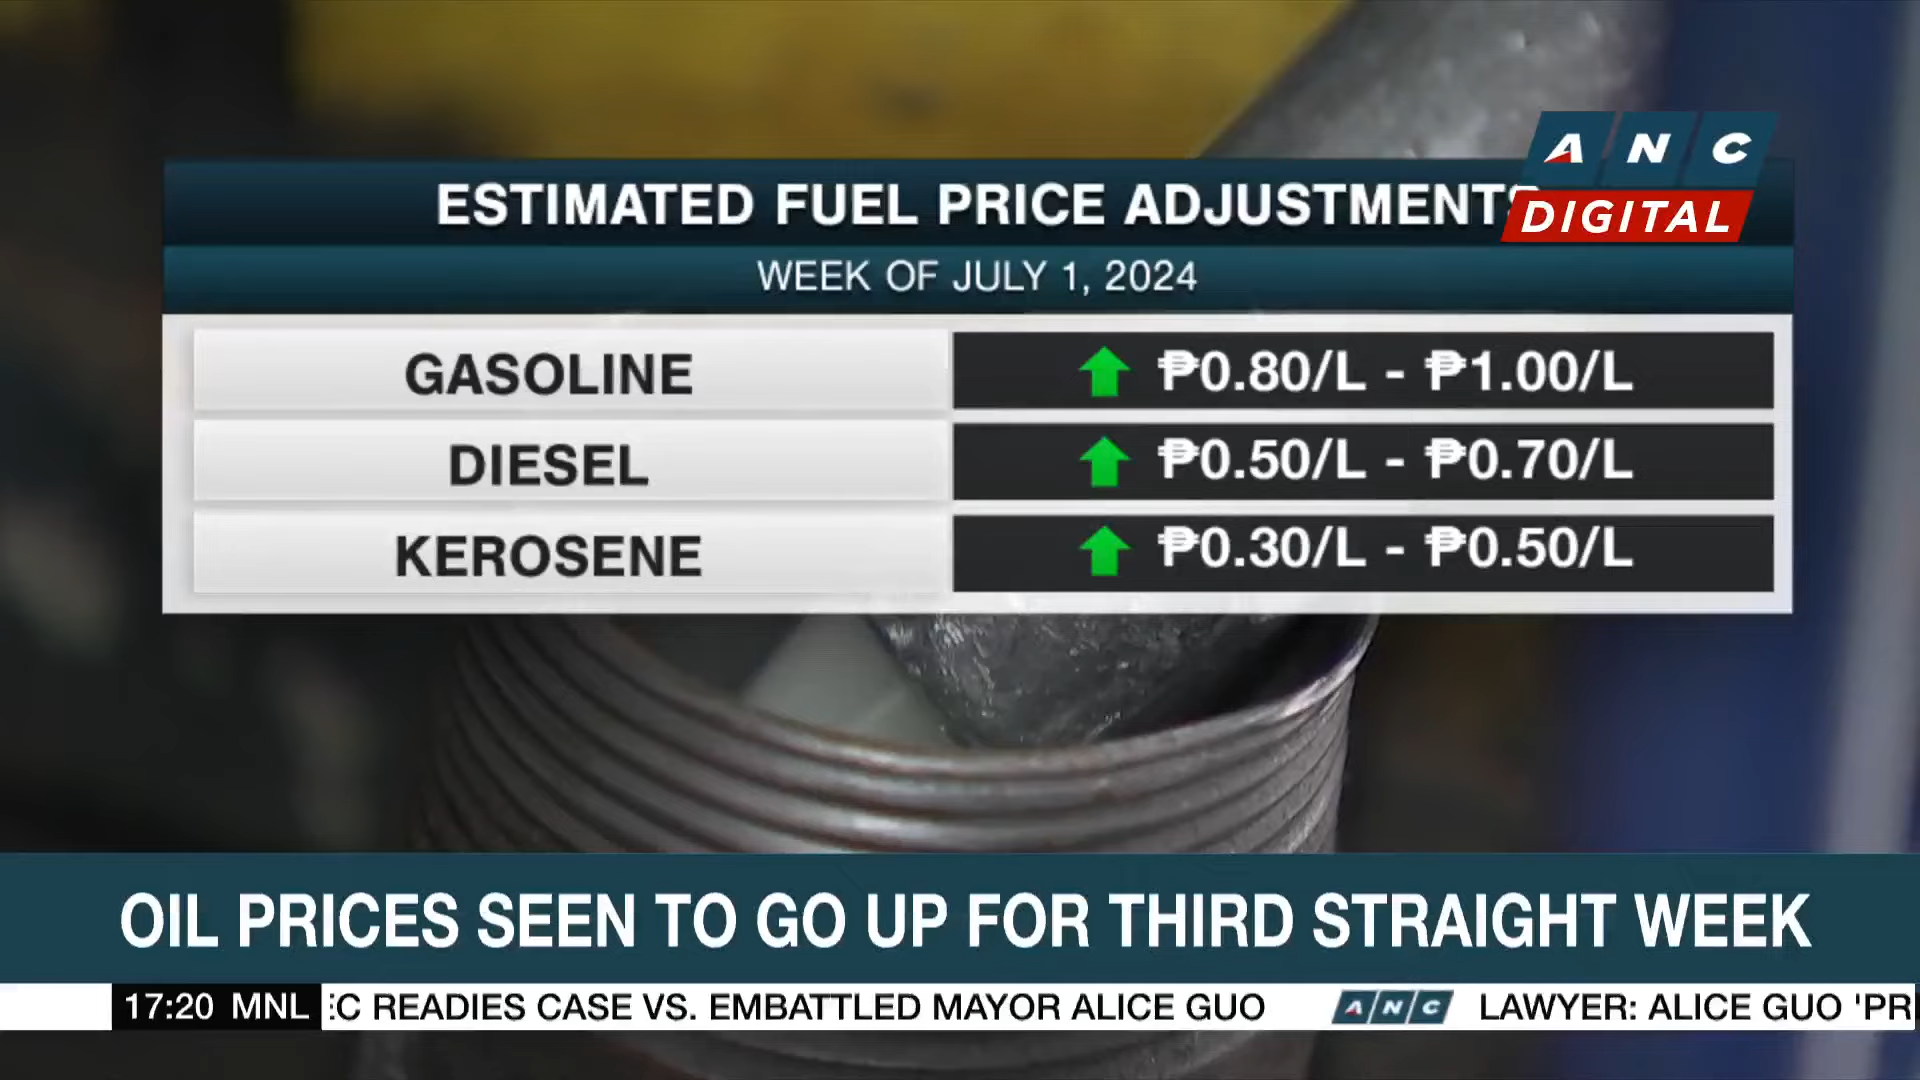 ANC
DIGITAL
ESTIMATED FUEL PRICE ADJUSTMENTS
WEEK OF JULY 1, 2024
GASOLINE ₱0.80/L - ₱1.00/L
DIESEL ₱0.50/L - ₱0.70/L
KEROSENE ₱0.30/L - ₱0.50/L
OIL PRICES SEEN TO GO UP FOR THIRD STRAIGHT WEEK
17:20 MNL C READIES CASE VS. EMBATTLED MAYOR ALICE GUO ANC LAWYER: ALICE GUO 'PR